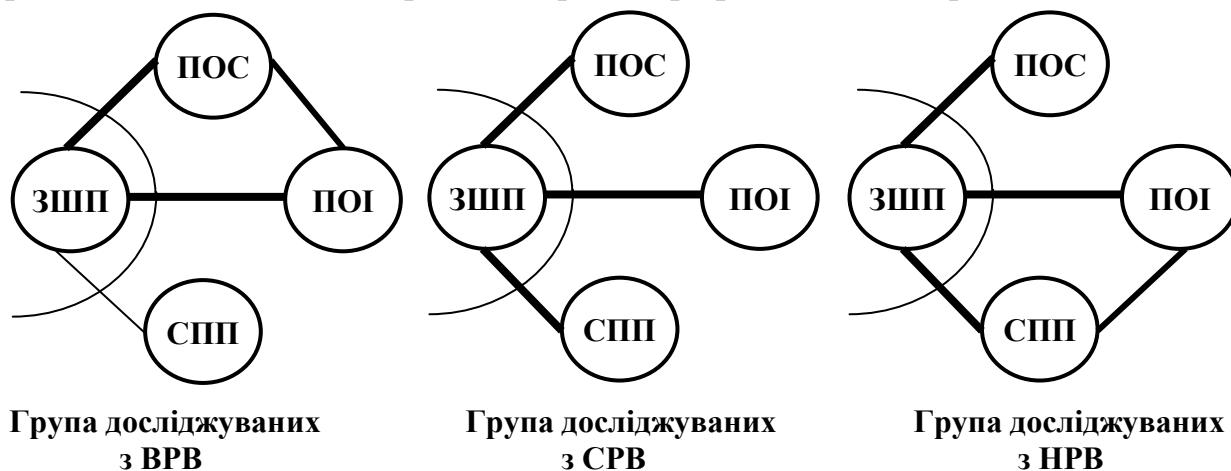 ПОС ПОС ПОС
ЗШП ПОІ ЗШП ПОІ ЗШП ПОІ
СПП СПП СПП
Група досліджуваних Група досліджуваних Група досліджуваних
з ВРВ з СРВ з НРВ